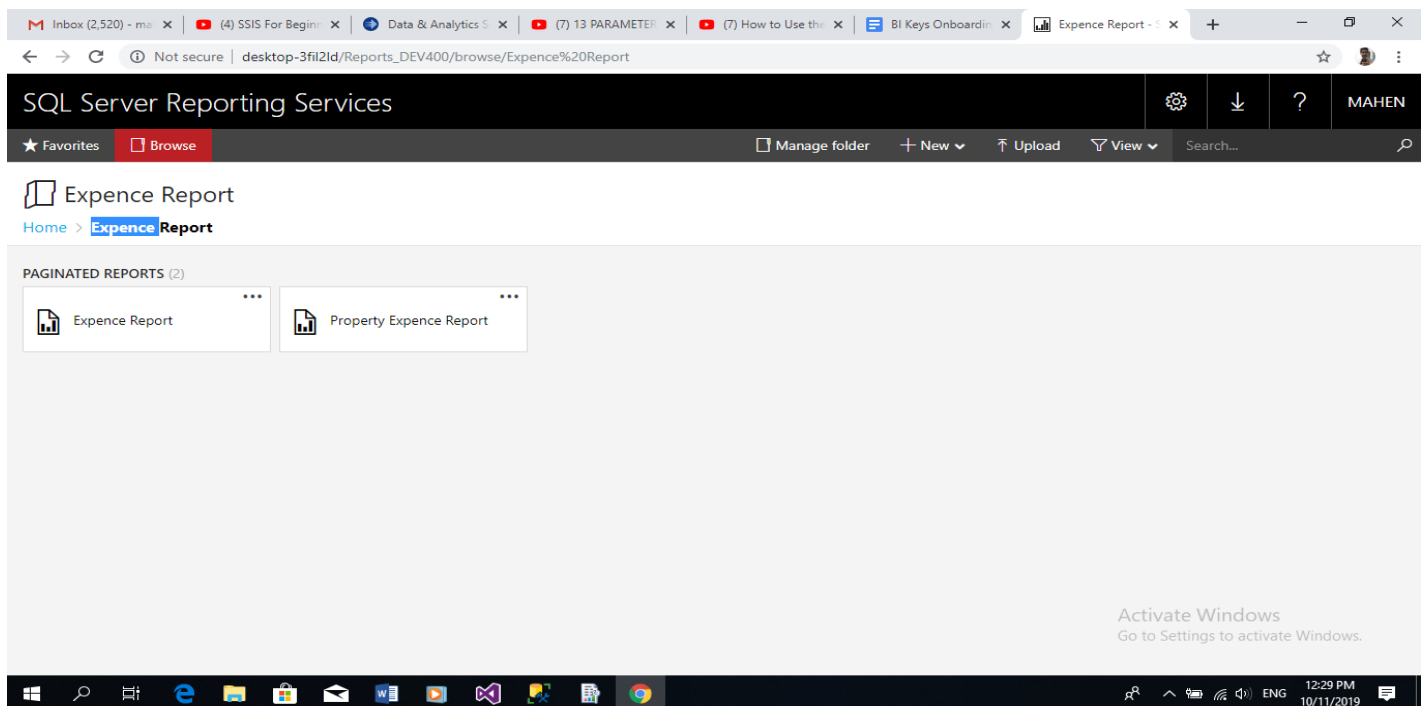 Inbox (2,520) - ma
(4) SSIS For Beginn
Data & Analytics S
(7) 13 PARAMETER
(7) How to Use the
BI Keys Onboardin
Expence Report - S
Not secure | desktop-3fil2ld/Reports_DEV400/browse/Expence%20Report
SQL Server Reporting Services
? MAHEN
Favorites Browse Manage folder New Upload View Search...
Expence Report
Home > Expence Report
PAGINATED REPORTS (2)
Expence Report
Property Expence Report
Activate Windows
Go to Settings to activate Windows.
ENG
12:29 PM
10/11/2019